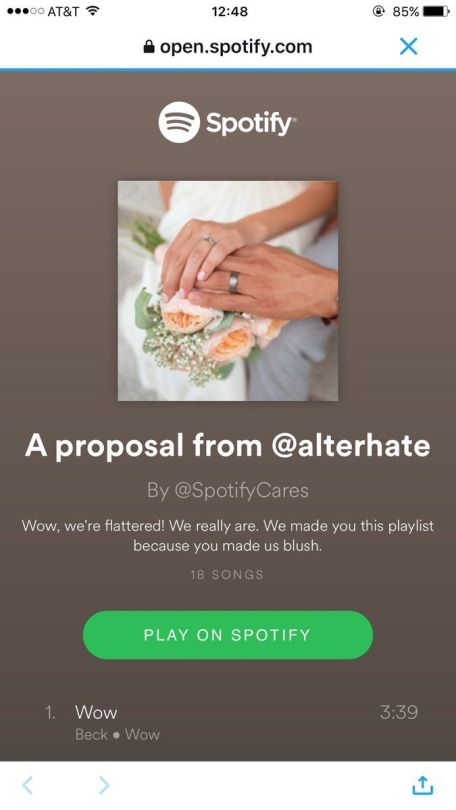 AT&T 12:48 85%
open.spotify.com
Spotify®
A proposal from @alterhate
By @SpotifyCares
Wow, we're flattered! We really are. We made you this playlist
because you made us blush.
18 SONGS
PLAY ON SPOTIFY
1. Wow 3:39
Beck • Wow